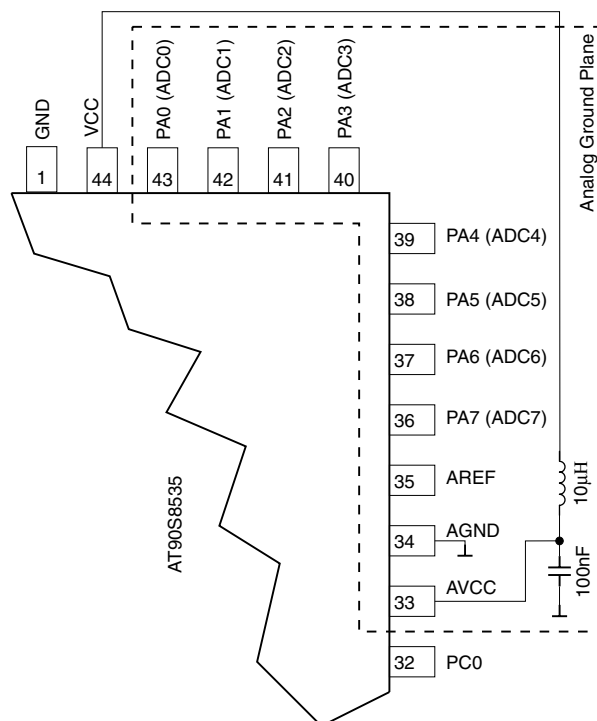 GND
VCC
PA0 (ADC0)
PA1 (ADC1)
PA2 (ADC2)
PA3 (ADC3)
Analog Ground Plane
1
44
43
42
41
40
39 PA4 (ADC4)
38 PA5 (ADC5)
37 PA6 (ADC6)
36 PA7 (ADC7)
35 AREF
10μH
34 AGND
AT90S8535
100nF
33 AVCC
32 PC0